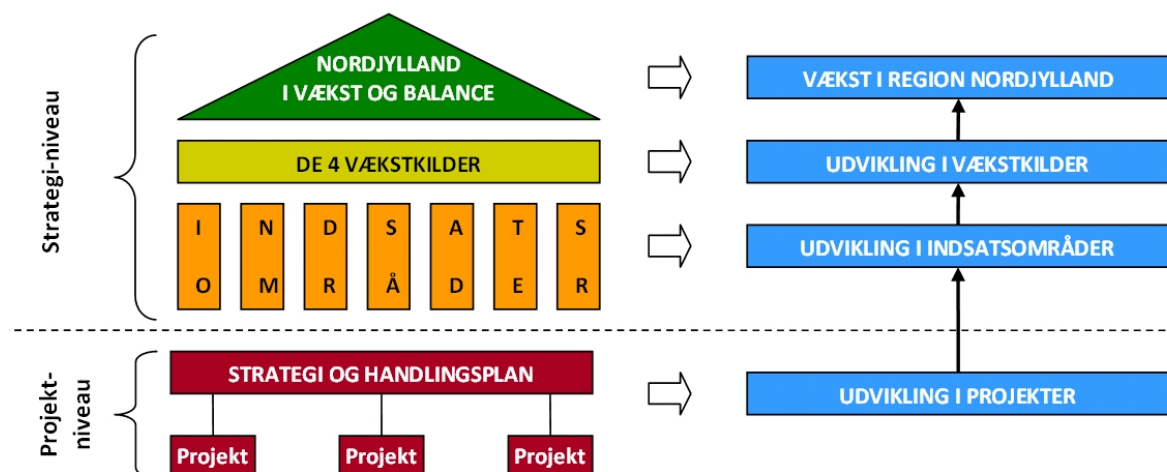 Strategi-niveau
NORDJYLLAND
I VÆKST OG BALANCE
VÆKST I REGION NORDJYLLAND
DE 4 VÆKSTKILDER
UDVIKLING I VÆKSTKILDER
I N D S A T S
O M R Å D E R
UDVIKLING I INDSATSOMRÅDER
Projekt-
niveau
STRATEGI OG HANDLINGSPLAN
UDVIKLING I PROJEKTER
Projekt
Projekt
Projekt